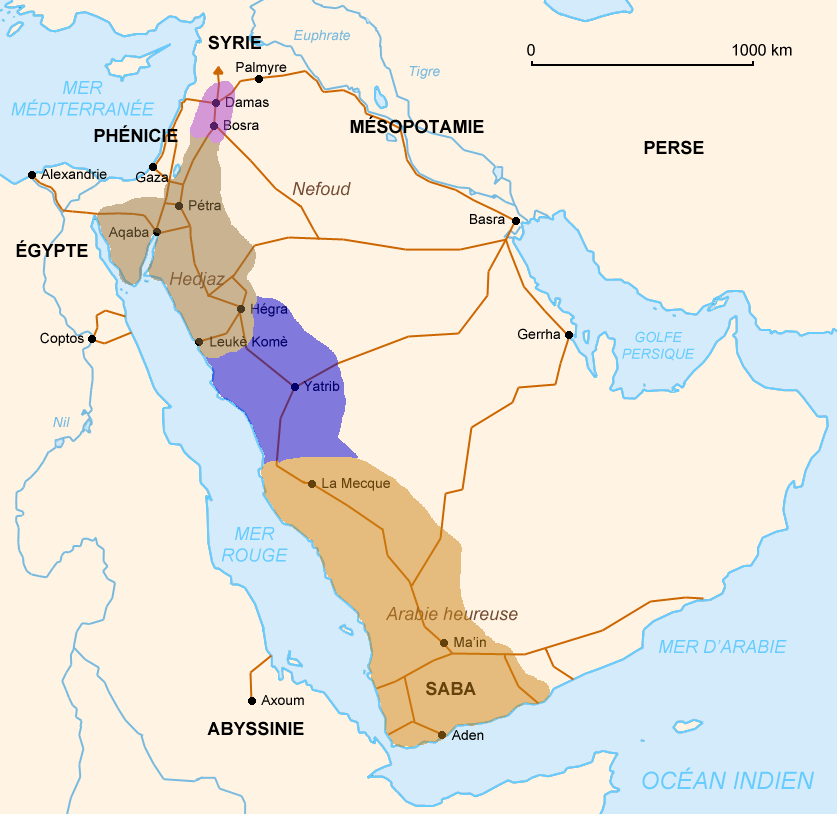 SYRIE
Euphrate
0
1000 km
Palmyre
Tigre
MER
MÉDITERRANÉE
Damas
Bosra
MÉSOPOTAMIE
PHÉNICIE
PERSE
Alexandrie
Gaza
Nefoud
Pétra
Basra
Aqaba
ÉGYPTE
Hedjaz
Hégra
Coptos
Leukè Komè
Gerrha
GOLFE
PERSIQUE
Yatrib
Nil
La Mecque
MER
ROUGE
Arabie heureuse
Ma'in
MER D'ARABIE
SABA
Axoum
ABYSSINIE
Aden
OCÉAN INDIEN